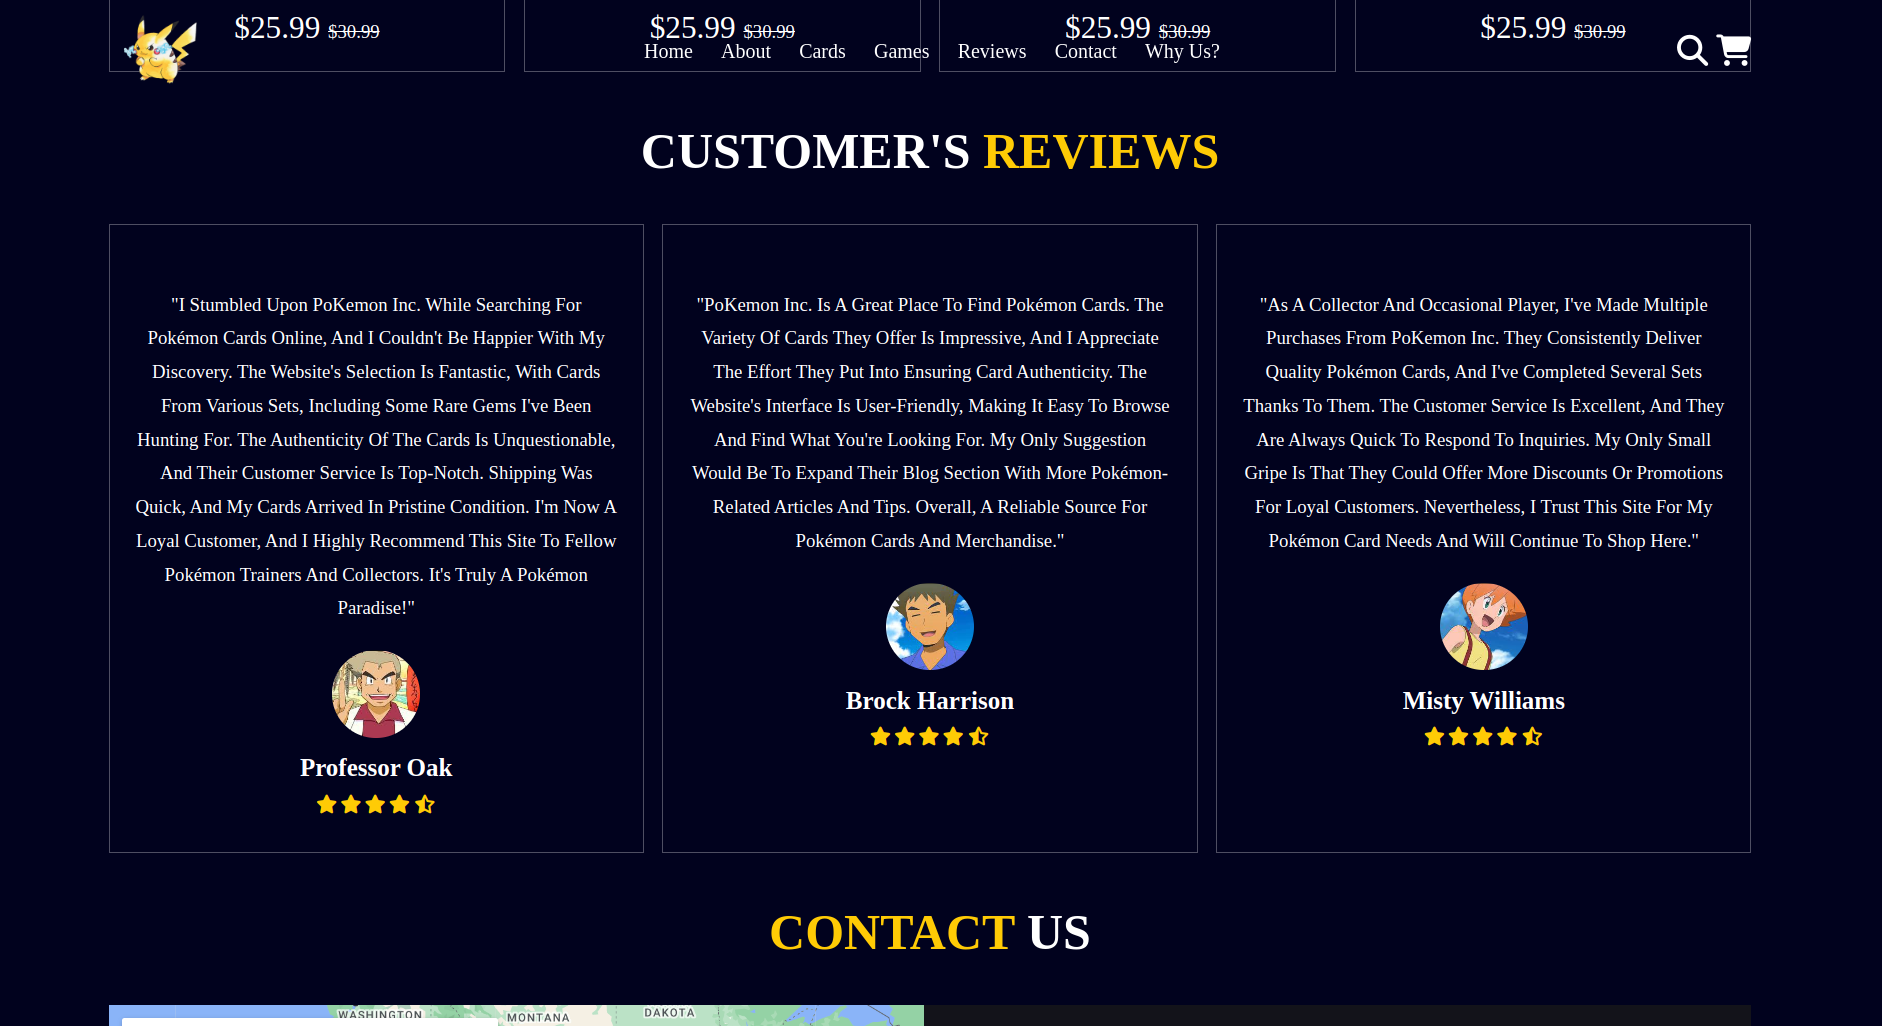 $25.99 $30.99 $25.99 $30.99 $25.99 $30.99 $25.99 $30.99
Home About Cards Games Reviews Contact Why Us?
CUSTOMER'S REVIEWS
"I Stumbled Upon PoKemon Inc. While Searching For
Pokémon Cards Online, And I Couldn't Be Happier With My
Discovery. The Website's Selection Is Fantastic, With Cards
From Various Sets, Including Some Rare Gems I've Been
Hunting For. The Authenticity Of The Cards Is Unquestionable,
And Their Customer Service Is Top-Notch. Shipping Was
Quick, And My Cards Arrived In Pristine Condition. I'm Now A
Loyal Customer, And I Highly Recommend This Site To Fellow
Pokémon Trainers And Collectors. It's Truly A Pokémon
Paradise!"
Professor Oak
"PoKemon Inc. Is A Great Place To Find Pokémon Cards. The
Variety Of Cards They Offer Is Impressive, And I Appreciate
The Effort They Put Into Ensuring Card Authenticity. The
Website's Interface Is User-Friendly, Making It Easy To Browse
And Find What You're Looking For. My Only Suggestion
Would Be To Expand Their Blog Section With More Pokémon-
Related Articles And Tips. Overall, A Reliable Source For
Pokémon Cards And Merchandise."
Brock Harrison
"As A Collector And Occasional Player, I've Made Multiple
Purchases From PoKemon Inc. They Consistently Deliver
Quality Pokémon Cards, And I've Completed Several Sets
Thanks To Them. The Customer Service Is Excellent, And They
Are Always Quick To Respond To Inquiries. My Only Small
Gripe Is That They Could Offer More Discounts Or Promotions
For Loyal Customers. Nevertheless, I Trust This Site For My
Pokémon Card Needs And Will Continue To Shop Here."
Misty Williams
CONTACT US
WASHINGTON
MONTANA
DAKOTA